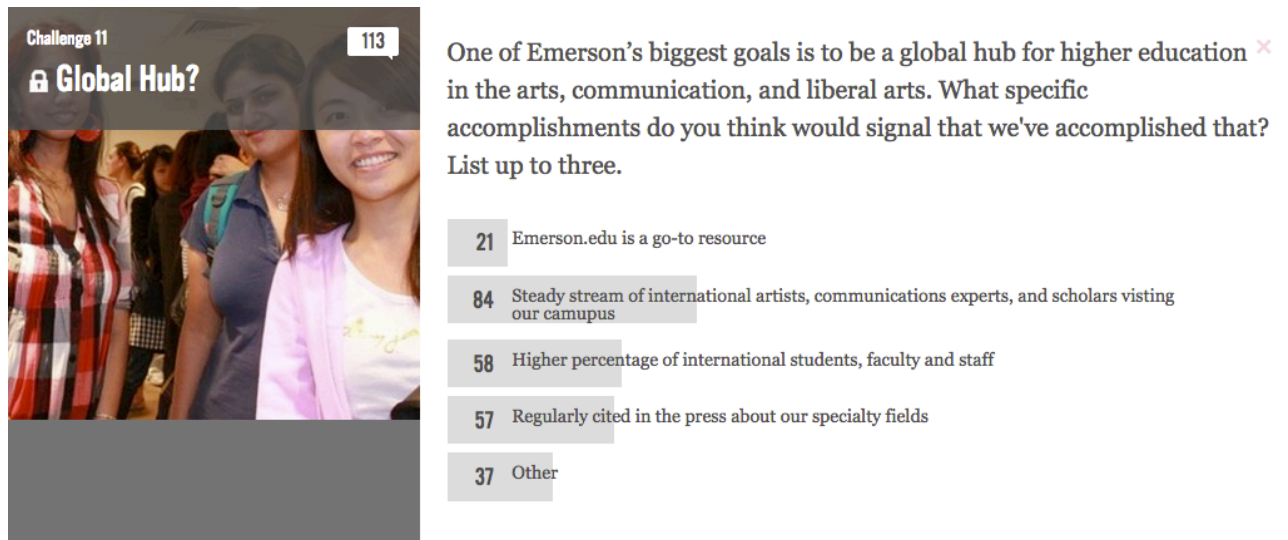 Challenge 11
113
Global Hub?
One of Emerson’s biggest goals is to be a global hub for higher education
in the arts, communication, and liberal arts. What specific
accomplishments do you think would signal that we've accomplished that?
List up to three.
21 Emerson.edu is a go-to resource
84 Steady stream of international artists, communications experts, and scholars visting
our camupus
58 Higher percentage of international students, faculty and staff
57 Regularly cited in the press about our specialty fields
37 Other